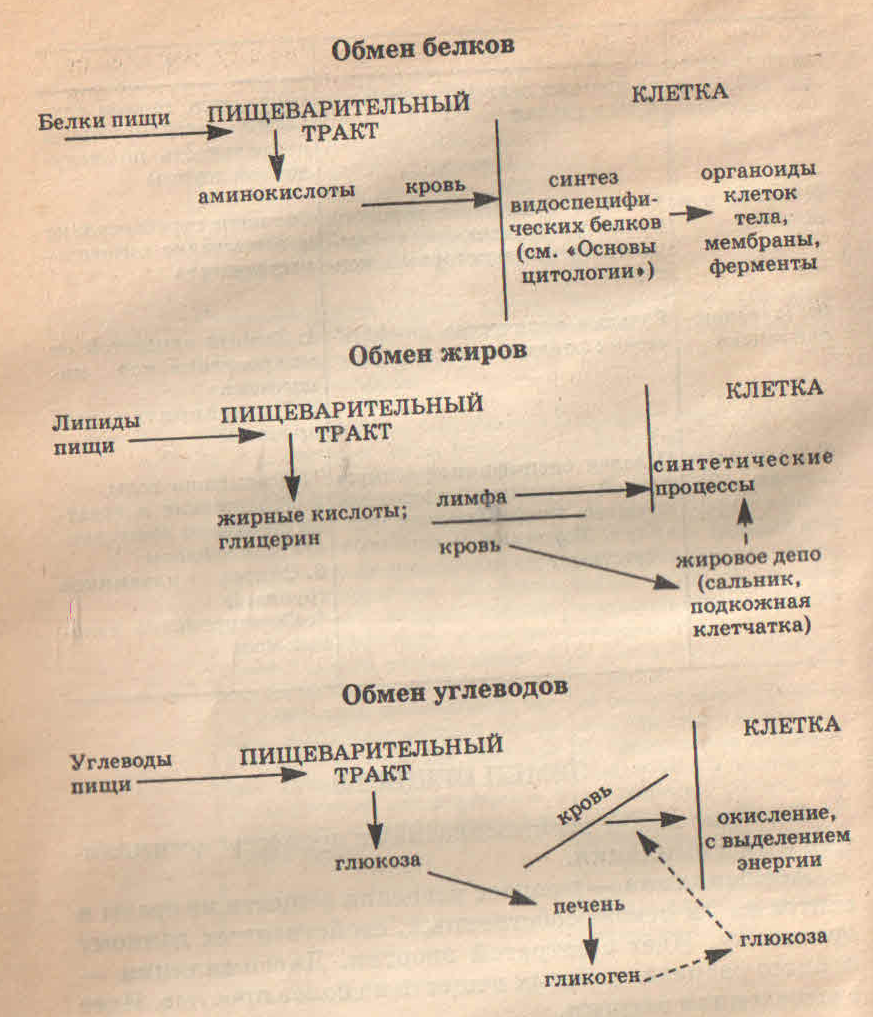 Обмен белков
Белки пищи
ПИЩЕВАРИТЕЛЬНЫЙ
ТРАКТ
КЛЕТКА
аминокислоты
кровь
синтез
видоспецифи-
ческих белков
(см. «Основы
цитологии»)
органоиды
клеток
тела,
мембраны,
ферменты
Обмен жиров
Липиды
пищи
ПИЩЕВАРИТЕЛЬНЫЙ
ТРАКТ
КЛЕТКА
жирные кислоты;
глицерин
лимфа
кровь
синтетические
процессы
жировое депо
(сальник,
подкожная
клетчатка)
Обмен углеводов
Углеводы
пищи
ПИЩЕВАРИТЕЛЬНЫЙ
ТРАКТ
КЛЕТКА
глюкоза
кровь
окисление,
с выделением
энергии
печень
гликоген
глюкоза